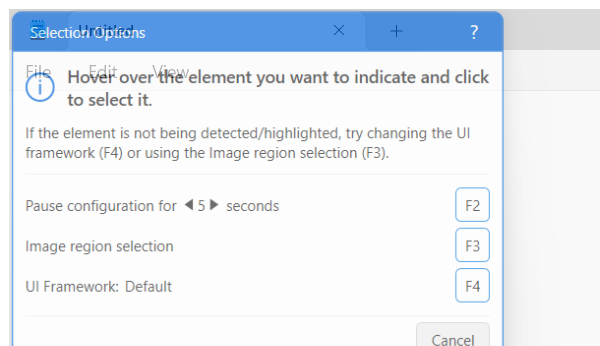 Untitled
Selection Options
?
File Edit View
Hover over the element you want to indicate and click
to select it.
If the element is not being detected/highlighted, try changing the UI
framework (F4) or using the Image region selection (F3).
Pause configuration for 5 seconds
F2
Image region selection
F3
UI Framework: Default
F4
Cancel